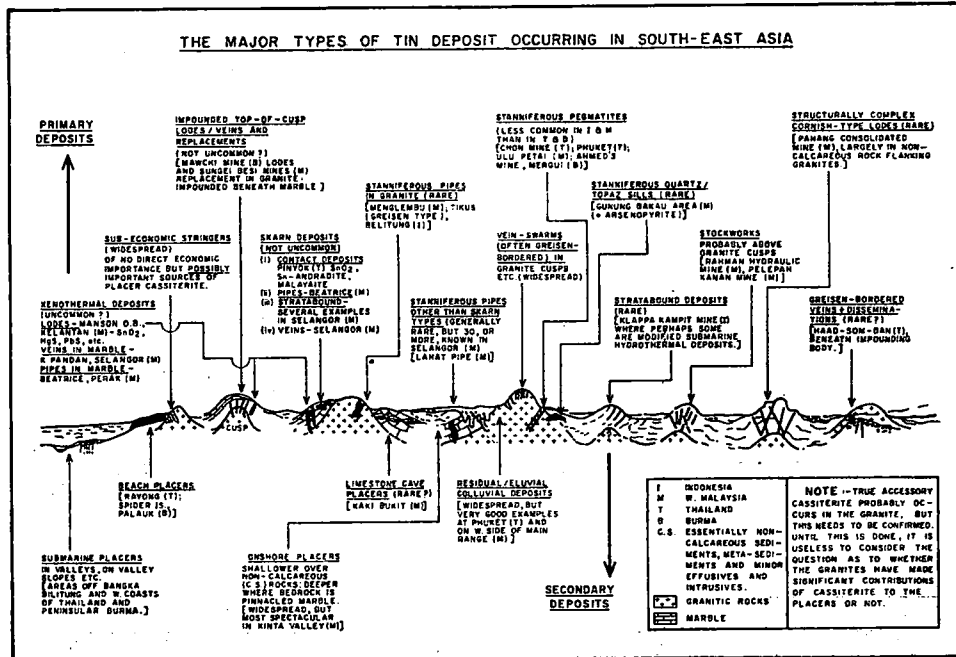 THE MAJOR TYPES OF TIN DEPOSIT OCCURRING IN SOUTH-EAST ASIA
PRIMARY
DEPOSITS
IMPOUNDED TOP-OF-CUSP
LODES/VEINS AND
REPLACEMENTS
(NOT UNCOMMON?)
[MAWCKI MINE (B) LODES
AND SUNGEI BESI MINES (M)
REPLACEMENT IN GRANITE.
IMPOUNDED BENEATH MARBLE]
STANNIFEROUS PEGMATITES
(LESS COMMON IN I & M
THAN IN T & B)
[CHON MINE (T); PHUKET(T);
ULU PETAI (M); AHMED'S
MINE, MERGUI (B)]
STRUCTURALLY COMPLEX
CORNISH-TYPE LODES (RARE)
[PAHANG CONSOLIDATED
MINE (M), LARGELY IN NON-
CALCAREOUS ROCK FLANKING
GRANITES.]
STANNIFEROUS PIPES
IN GRANITE (RARE)
[MENGLEMBU (M); TIKUS
(GREISEN TYPE),
BELITUNG (I)]
STANNIFEROUS QUARTZ/
TOPAZ SILLS (RARE)
[GUNUNG BAKAU AREA (M)
(+ ARSENOPYRITE)]
SUB-ECONOMIC STRINGERS
(WIDESPREAD)
OF NO DIRECT ECONOMIC
IMPORTANCE BUT POSSIBLY
IMPORTANT SOURCES OF
PLACER CASSITERITE.
SKARN DEPOSITS
(NOT UNCOMMON)
(i) CONTACT DEPOSITS
PINYOK (T) SnO₂,
Sn-ANDRADITE,
MALAYAITE
(ii) PIPES-BEATRICE (M)
(iii) STRATABOUND-
SEVERAL EXAMPLES
IN SELANGOR (M)
(iv) VEINS-SELANGOR (M)
VEIN-SWARMS
(OFTEN GREISEN-
BORDERED) IN
GRANITE CUSPS
ETC. (WIDESPREAD)
STOCKWORKS
PROBABLY ABOVE
GRANITE CUSPS
[RAHMAN HYDRAULIC
MINE (M), PELEPAH
KANAN MINE (M)]
XENOTHERMAL DEPOSITS
(UNCOMMON?)
LODES-MANSON O.B.,
KELANTAN (M)-SnO₂,
HgS, PbS, etc.
VEINS IN MARBLE-
K PANDAN, SELANGOR (M)
PIPES IN MARBLE-
BEATRICE, PERAK (M)
STANNIFEROUS PIPES
OTHER THAN SKARN
TYPES (GENERALLY
RARE, BUT 30, OR
MORE, KNOWN IN
SELANGOR (M)
[LAHAT PIPE (M)]
STRATABOUND DEPOSITS
(RARE)
[KLAPPA KAMPIT MINE (I)
WHERE PERHAPS SOME
ARE MODIFIED SUBMARINE
HYDROTHERMAL DEPOSITS.]
GREISEN-BORDERED
VEINS & DISSEMINA-
TIONS (RARE?)
[HAAD-SOM-PAN(T),
BENEATH IMPOUNDING
BODY.]
CUSP
BEACH PLACERS
[RAYONG (T);
SPIDER IS.,
PALAUK (B)]
SUBMARINE PLACERS
IN VALLEYS, ON VALLEY
SLOPES ETC.
[AREAS OFF BANGKA
BILITUNG AND W. COASTS
OF THAILAND AND
PENINSULAR BURMA.]
ONSHORE PLACERS
SHALLOWER OVER
NON-CALCAREOUS
(C S) ROCKS; DEEPER
WHERE BEDROCK IS
PINNACLED MARBLE.
[WIDESPREAD, BUT
MOST SPECTACULAR
IN KINTA VALLEY(M)]
LIMESTONE CAVE
PLACERS (RARE?)
[KAKI BUKIT (M)]
RESIDUAL/ELUVIAL
COLLUVIAL DEPOSITS
[WIDESPREAD, BUT
VERY GOOD EXAMPLES
AT PHUKET (T) AND
ON W. SIDE OF MAIN
RANGE (M)]
SECONDARY
DEPOSITS
I INDONESIA
M W. MALAYSIA
T THAILAND
B BURMA
C.S. ESSENTIALLY NON-
CALCAREOUS SEDI-
MENTS, META-SEDI-
MENTS AND MINOR
EFFUSIVES AND
INTRUSIVES.
GRANITIC ROCKS
MARBLE
NOTE :-TRUE ACCESSORY
CASSITERITE PROBABLY OC-
CURS IN THE GRANITE, BUT
THIS NEEDS TO BE CONFIRMED.
UNTIL THIS IS DONE, IT IS
USELESS TO CONSIDER THE
QUESTION AS TO WHETHER
THE GRANITES HAVE MADE
SIGNIFICANT CONTRIBUTIONS
OF CASSITERITE TO THE
PLACERS OR NOT.